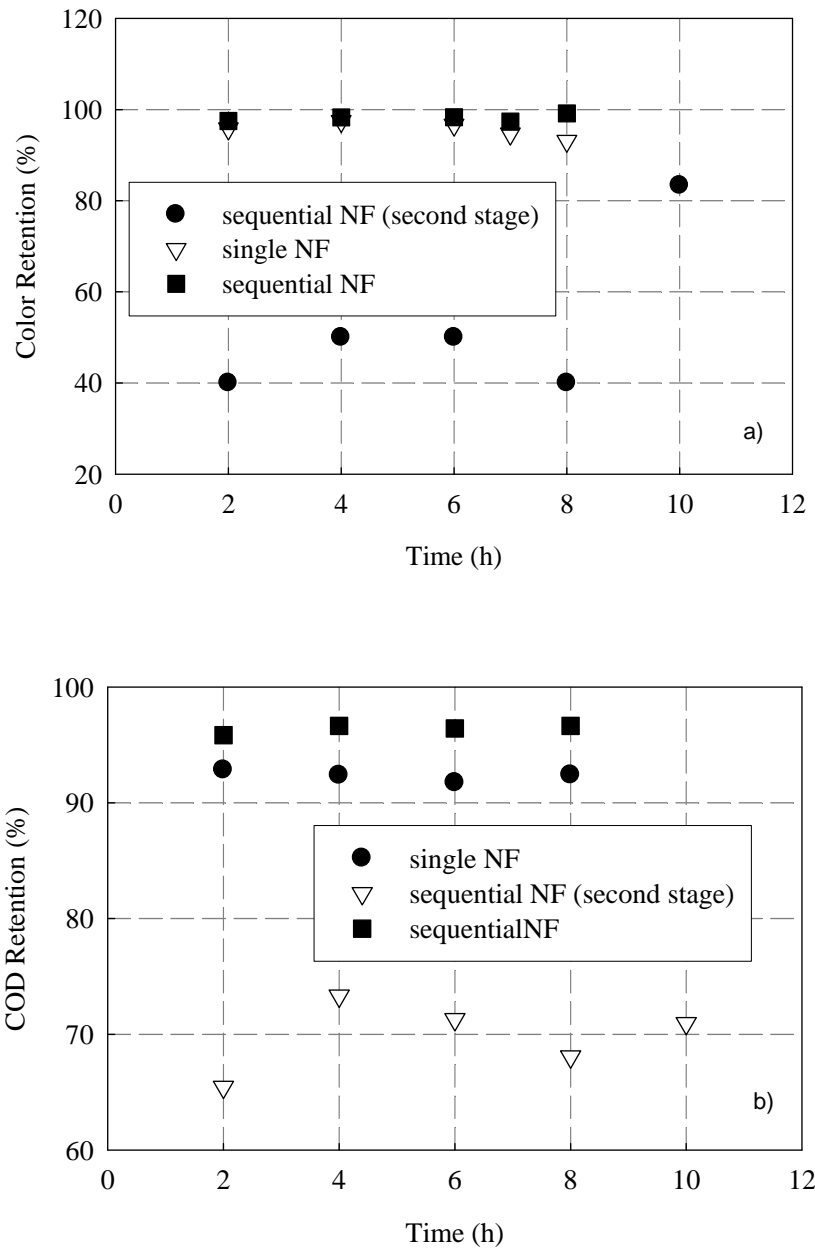 120
100
80
60
40
20
Color Retention (%)
sequential NF (second stage)
single NF
sequential NF
a)
0 2 4 6 8 10 12
Time (h)
100
90
80
70
60
COD Retention (%)
single NF
sequential NF (second stage)
sequentialNF
b)
0 2 4 6 8 10 12
Time (h)